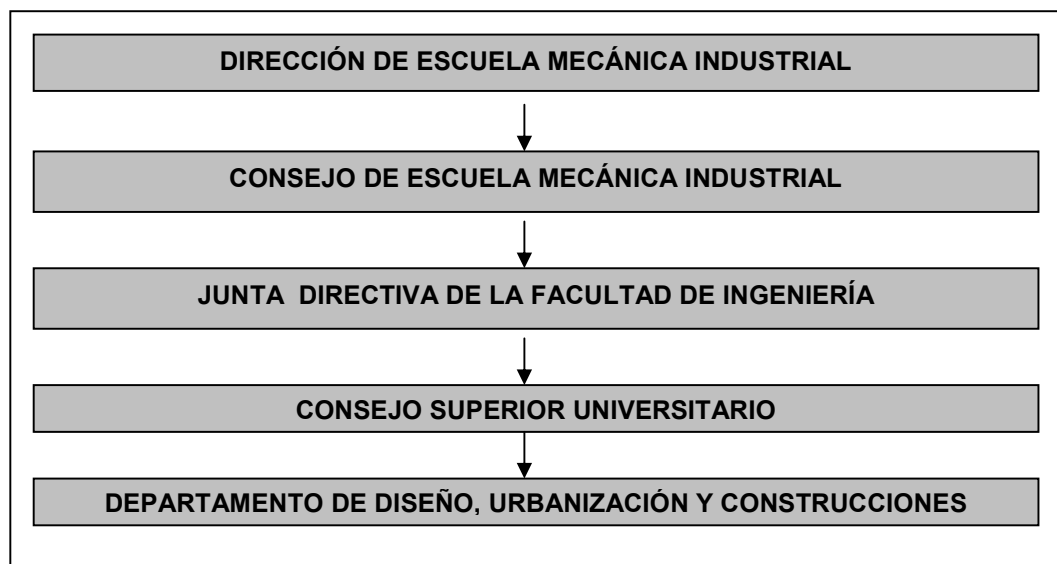 DIRECCIÓN DE ESCUELA MECÁNICA INDUSTRIAL
CONSEJO DE ESCUELA MECÁNICA INDUSTRIAL
JUNTA DIRECTIVA DE LA FACULTAD DE INGENIERÍA
CONSEJO SUPERIOR UNIVERSITARIO
DEPARTAMENTO DE DISEÑO, URBANIZACIÓN Y CONSTRUCCIONES